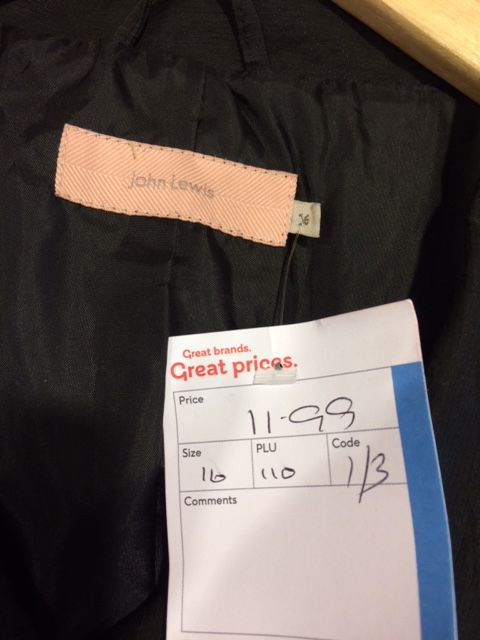 John Lewis
16
Great brands.
Great prices.
Price
11-99
Size
16
PLU
110
Code
1/3
Comments